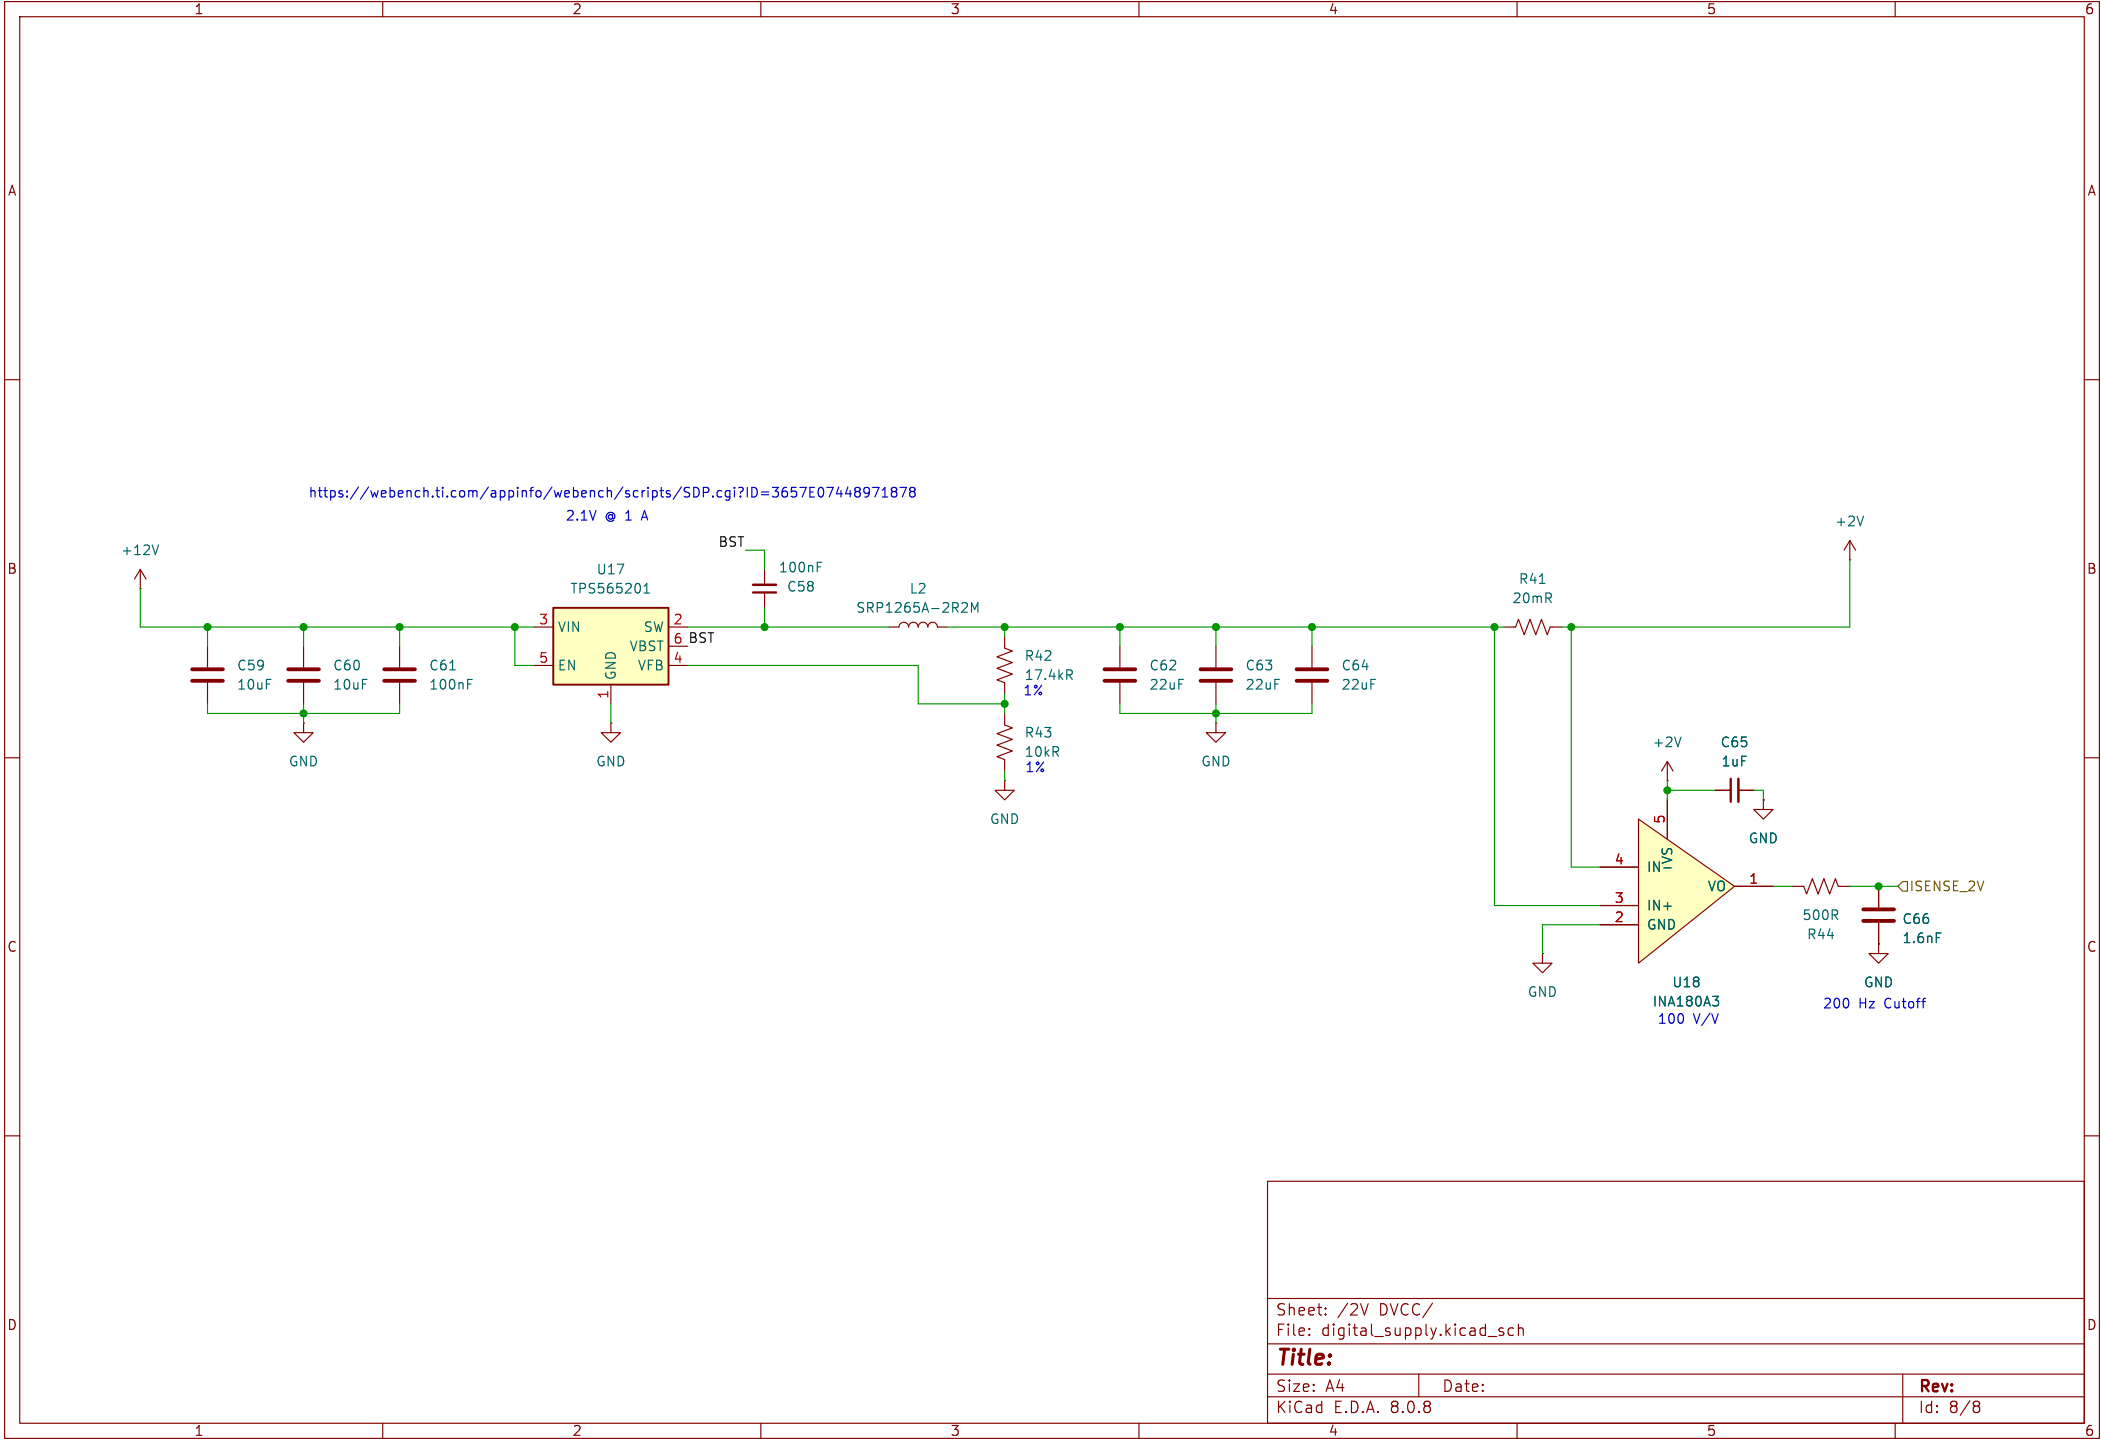 1 2 3 4 5 6
A A
https://webench.ti.com/appinfo/webench/scripts/SDP.cgi?ID=3657E07448971878
2.1V @ 1 A
+12V
BST
+2V
B B
U17
TPS565201
100nF
C58
L2
SRP1265A-2R2M
R41
20mR
3 VIN SW 2
VBST 6 BST
5 EN VFB 4
GND
1
C59
10uF
C60
10uF
C61
100nF
R42
17.4kR
1%
C62
22uF
C63
22uF
C64
22uF
R43
10kR
1%
GND
GND
GND
GND
+2V
C65
1uF
GND
5
VS
4 IN-
3 IN+
2 GND
VO 1
ISENSE_2V
500R
R44
C66
1.6nF
C C
GND
GND
U18
INA180A3
100 V/V
200 Hz Cutoff
Sheet: /2V DVCC/
File: digital_supply.kicad_sch
Title:
Size: A4 Date: Rev:
KiCad E.D.A. 8.0.8 Id: 8/8
D D
1 2 3 4 5 6